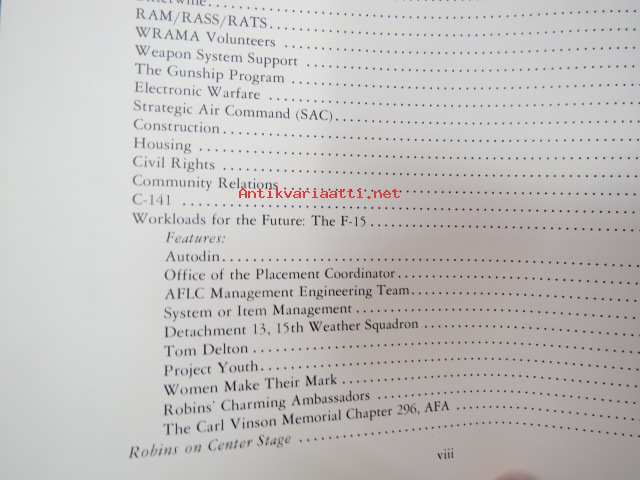 RAM/RASS/RATS
WRAMA Volunteers
Weapon System Support
The Gunship Program
Electronic Warfare
Strategic Air Command (SAC)
Construction
Housing
Civil Rights
Community Relations
Antikvariaatti.net
C-141
Workloads for the Future: The F-15
Features:
Autodin
Office of the Placement Coordinator
AFLC Management Engineering Team
System or Item Management
Detachment 13, 15th Weather Squadron
Tom Delton
Project Youth
Women Make Their Mark
Robins' Charming Ambassadors
The Carl Vinson Memorial Chapter 296, AFA
Robins on Center Stage
viii